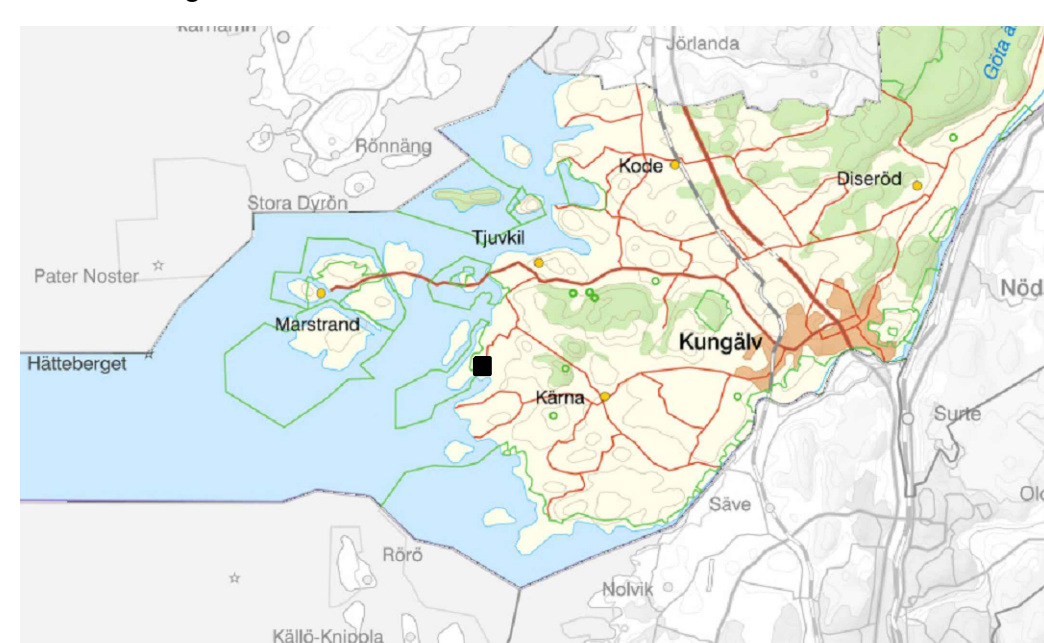 Jörlanda
Göta ä
Rönnäng
Kode
Diseröd
Stora Dyrön
Tjuvkil
Pater Noster
Nöd
Marstrand
Kungälv
Hätteberget
Kärna
Surte
Säve
Rörö
Nolvik
Källö-Knippla